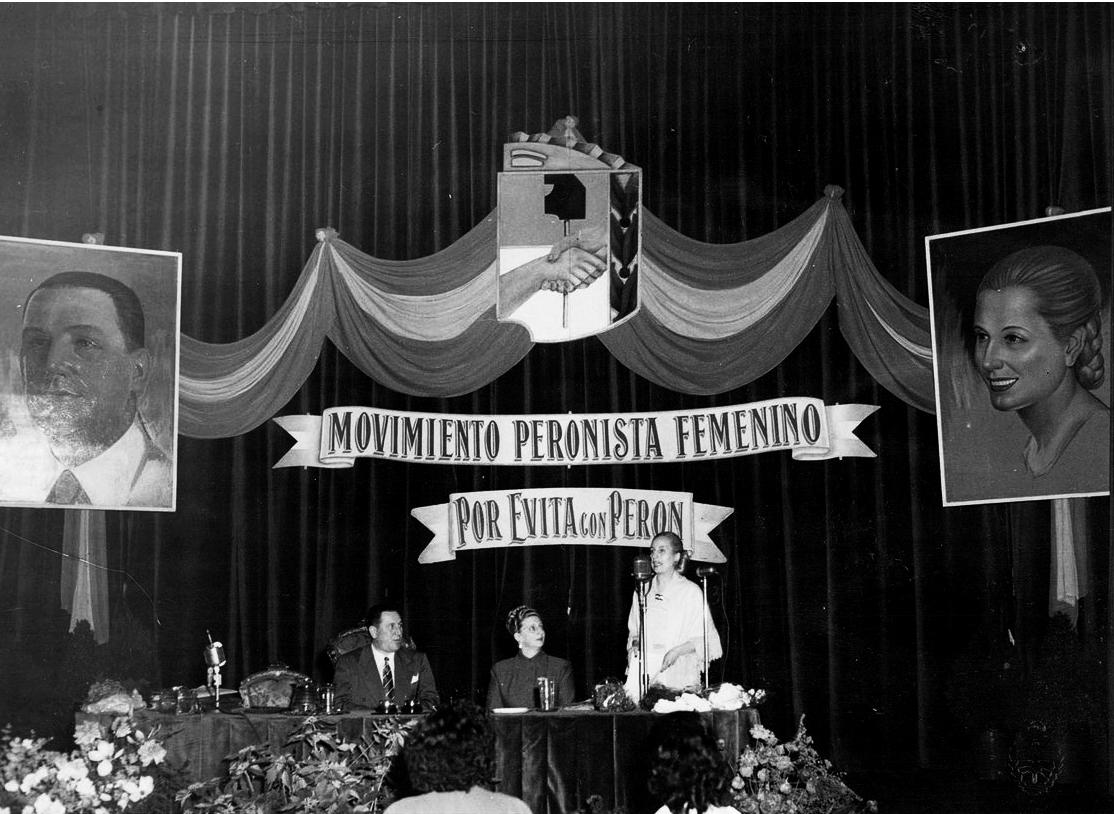 MOVIMIENTO PERONISTA FEMENINO
POR EVITA CON PERON